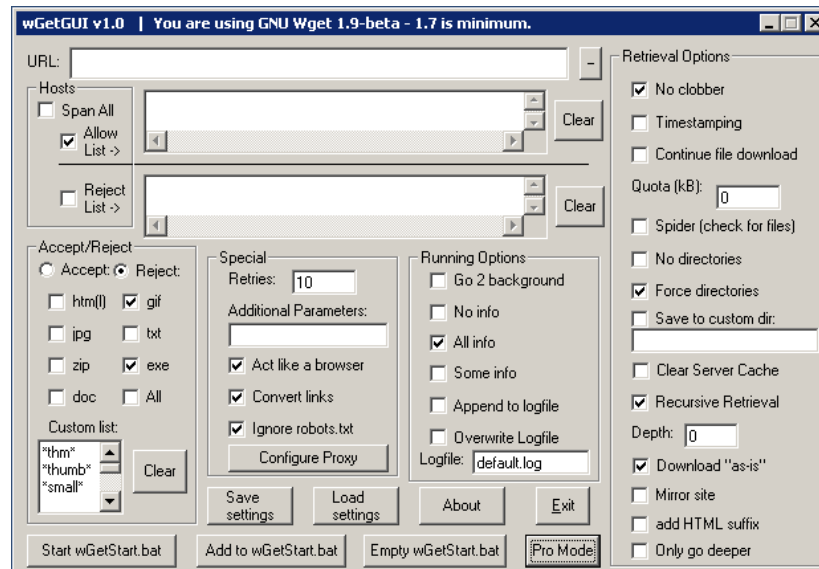 wGetGUI v1.0 | You are using GNU Wget 1.9-beta - 1.7 is minimum.
URL:
-
Hosts
Span All
Allow
List ->
Clear
Reject
List ->
Clear
Accept/Reject
Accept: Reject:
htm(l) gif
jpg txt
zip exe
doc All
Custom list:
*thm*
*thumb*
*small*
Clear
Special
Retries: 10
Additional Parameters:
Act like a browser
Convert links
Ignore robots.txt
Configure Proxy
Running Options
Go 2 background
No info
All info
Some info
Append to logfile
Overwrite Logfile
Logfile: default.log
Save
settings
Load
settings
About
Exit
Start wGetStart.bat
Add to wGetStart.bat
Empty wGetStart.bat
Pro Mode
Retrieval Options
No clobber
Timestamping
Continue file download
Quota (kB): 0
Spider (check for files)
No directories
Force directories
Save to custom dir:
Clear Server Cache
Recursive Retrieval
Depth: 0
Download "as-is"
Mirror site
add HTML suffix
Only go deeper